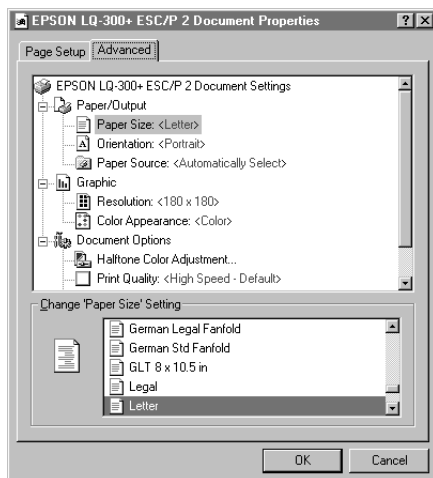 EPSON LQ-300+ ESC/P 2 Document Properties
Page Setup Advanced
EPSON LQ-300+ ESC/P 2 Document Settings
Paper/Output
Paper Size: <Letter>
Orientation: <Portrait>
Paper Source: <Automatically Select>
Graphic
Resolution: <180 x 180>
Color Appearance: <Color>
Document Options
Halftone Color Adjustment...
Print Quality: <High Speed - Default>
Change 'Paper Size' Setting
German Legal Fanfold
German Std Fanfold
GLT 8 x 10.5 in
Legal
Letter
OK Cancel